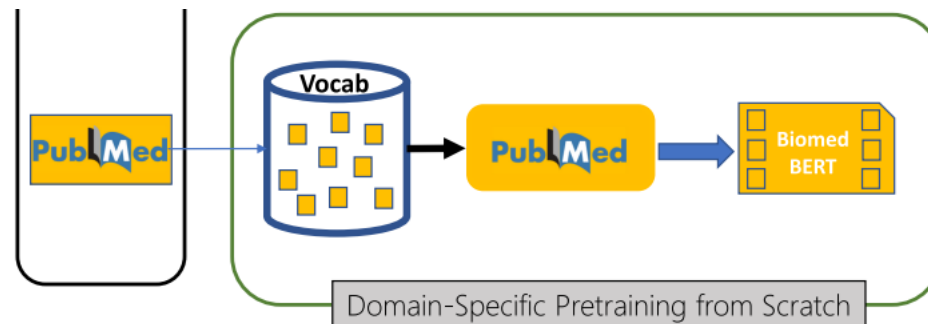 PubMed
Vocab
PubMed
Biomed
BERT
Domain-Specific Pretraining from Scratch